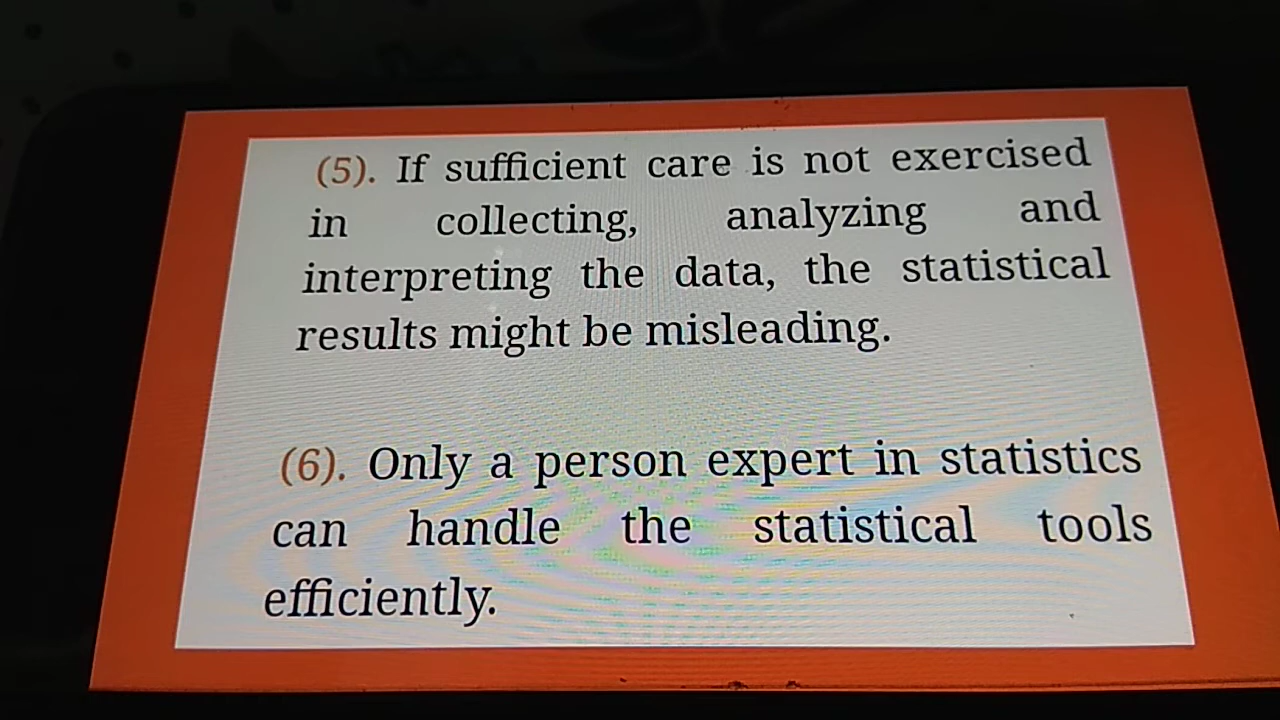 (5). If sufficient care is not exercised
in collecting, analyzing and
interpreting the data, the statistical
results might be misleading.
(6). Only a person expert in statistics
can handle the statistical tools
efficiently.